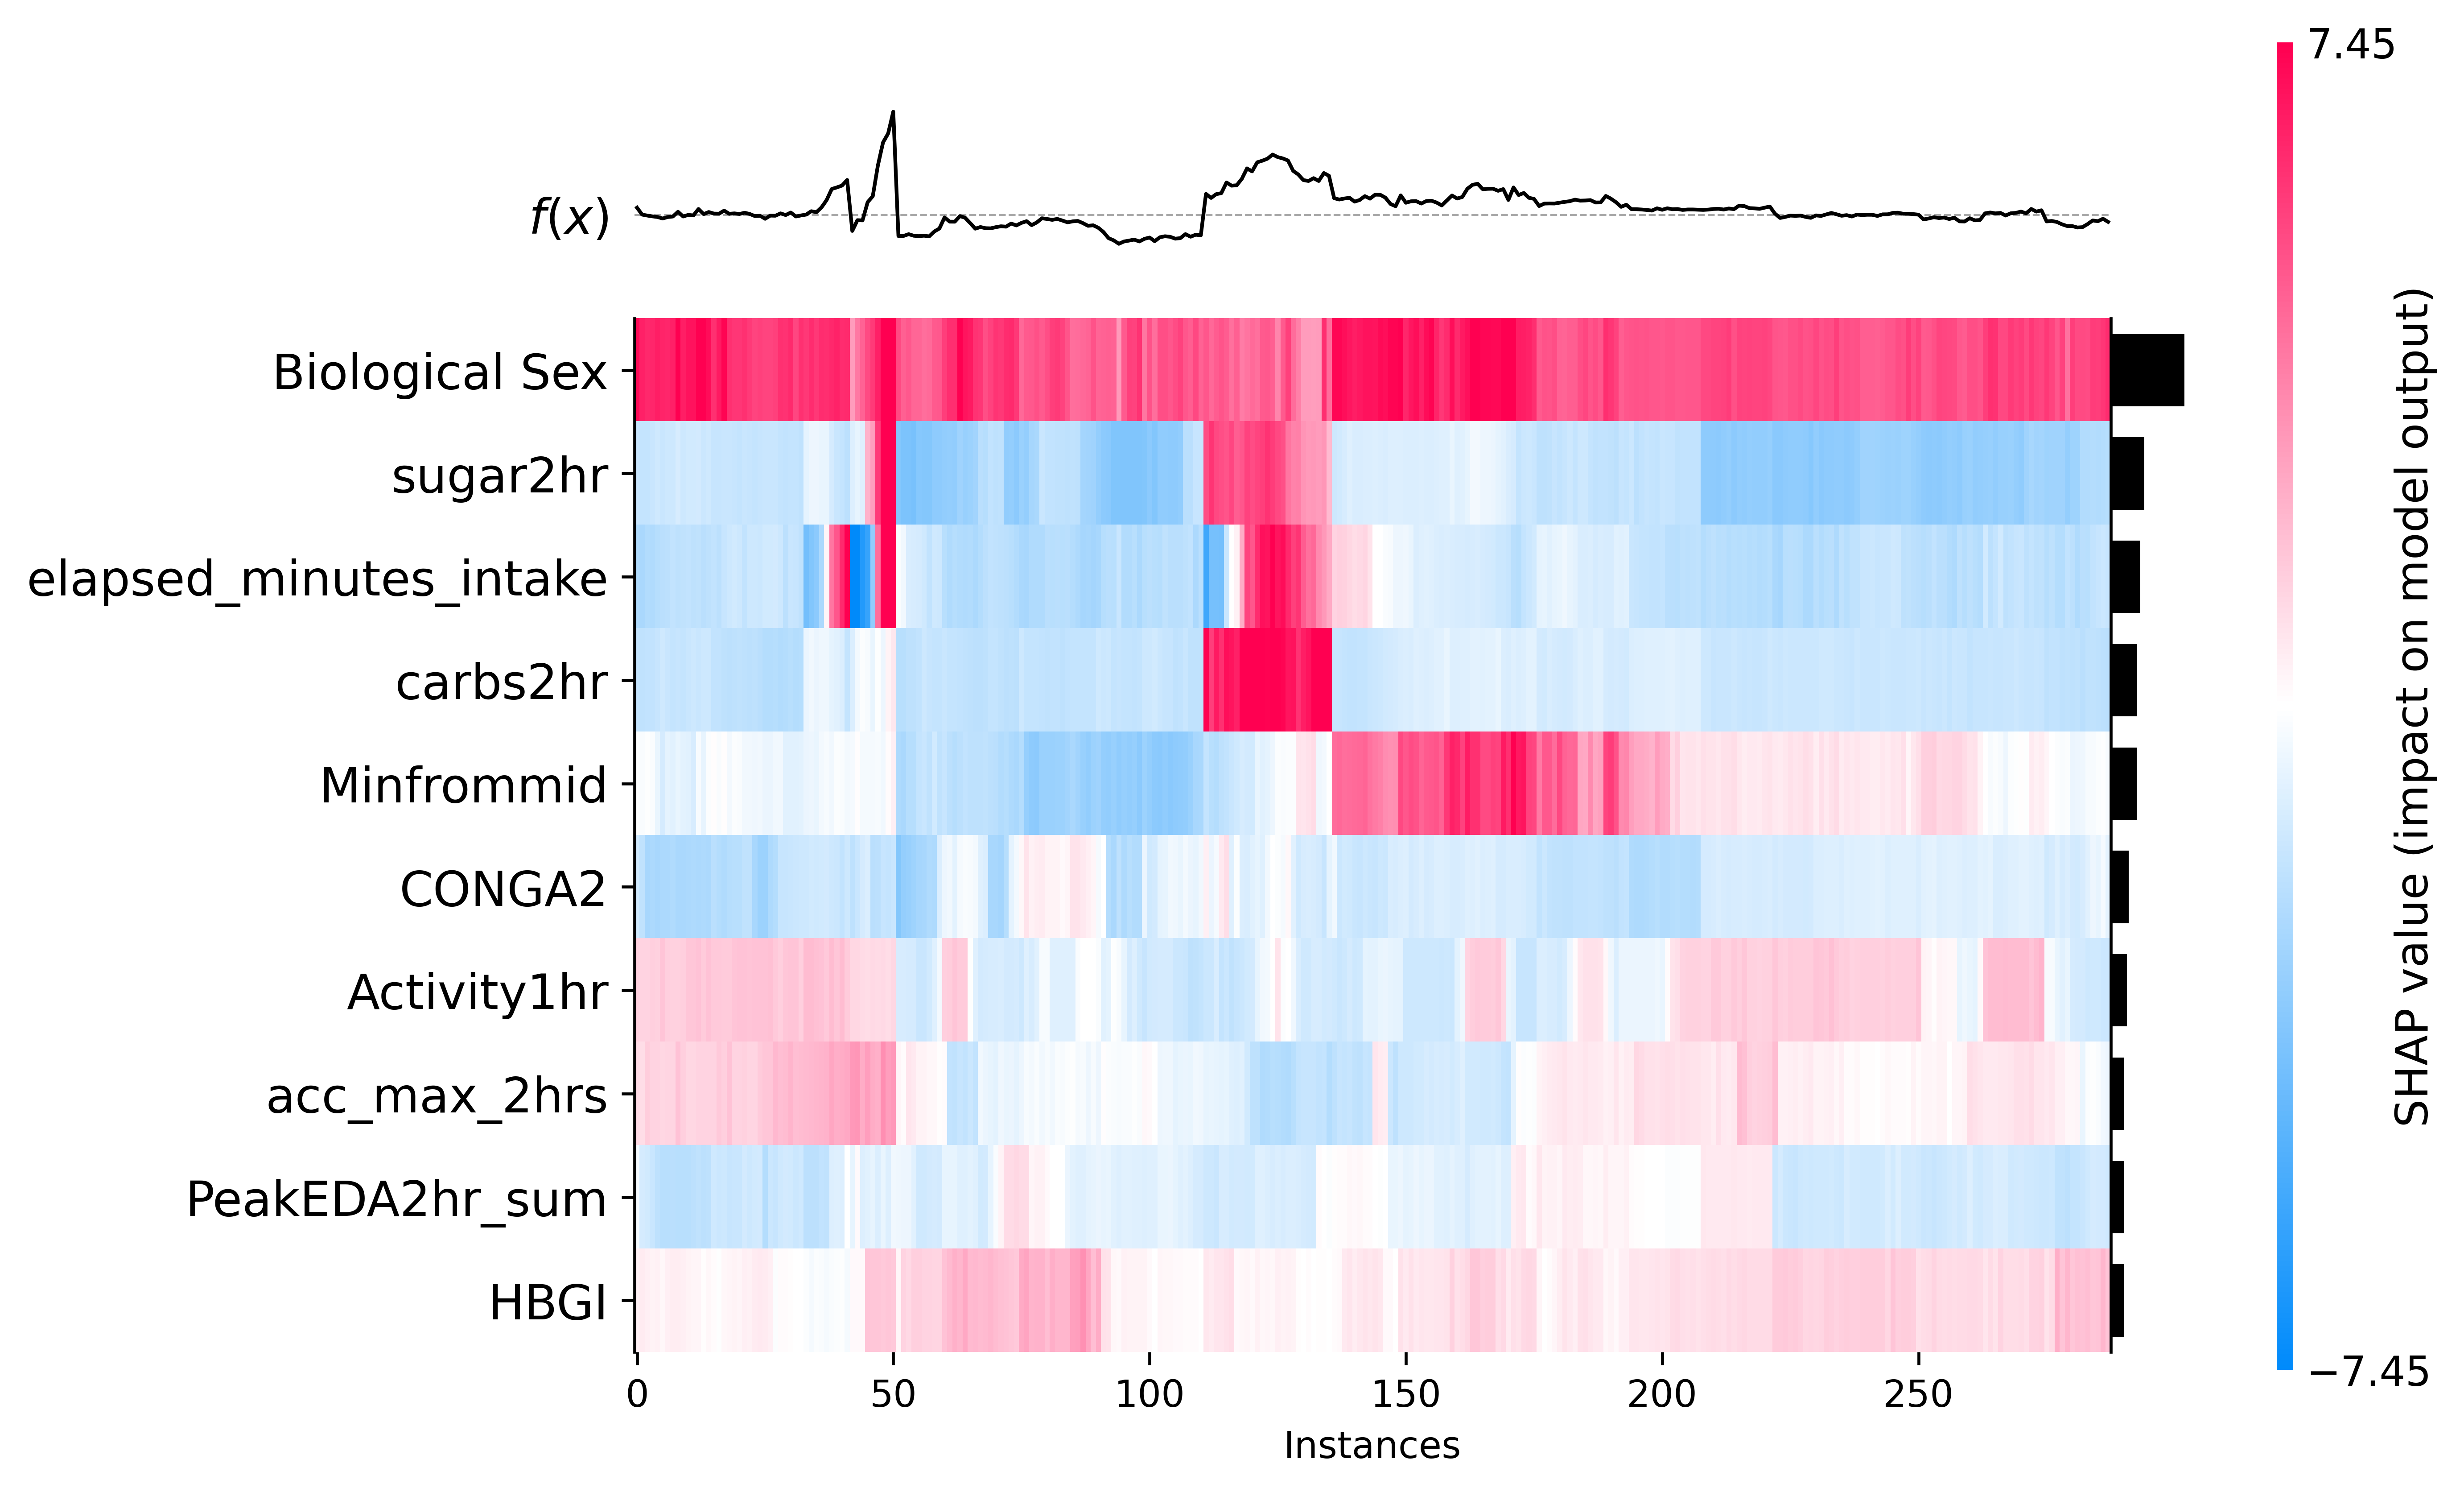 7.45
f(x)
Biological Sex
sugar2hr
elapsed_minutes_intake
carbs2hr
Minfrommid
CONGA2
Activity1hr
acc_max_2hrs
PeakEDA2hr_sum
HBGI
0 50 100 150 200 250
Instances
SHAP value (impact on model output)
−7.45